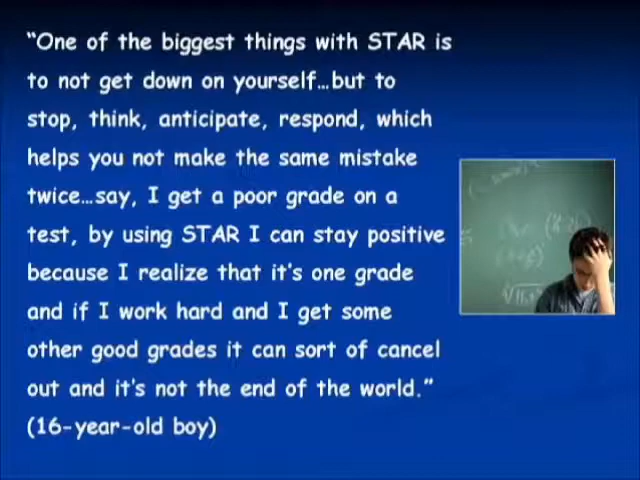 “One of the biggest things with STAR is
to not get down on yourself…but to
stop, think, anticipate, respond, which
helps you not make the same mistake
twice…say, I get a poor grade on a
test, by using STAR I can stay positive
because I realize that it's one grade
and if I work hard and I get some
other good grades it can sort of cancel
out and it's not the end of the world.”
(16-year-old boy)